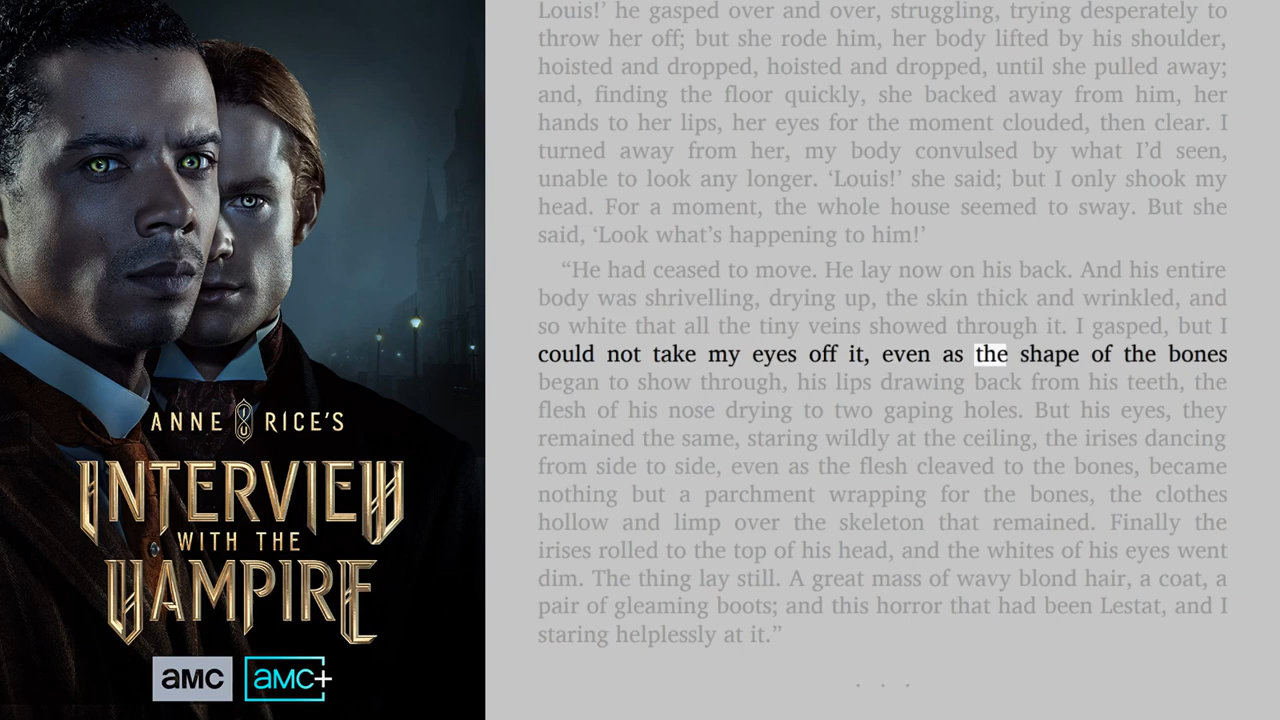 ANNE RICE'S
INTERVIEW
WITH THE
VAMPIRE
amc
amc+
Louis!’ he gasped over and over, struggling, trying desperately to
throw her off; but she rode him, her body lifted by his shoulder,
hoisted and dropped, hoisted and dropped, until she pulled away;
and, finding the floor quickly, she backed away from him, her
hands to her lips, her eyes for the moment clouded, then clear. I
turned away from her, my body convulsed by what I’d seen,
unable to look any longer. ‘Louis!’ she said; but I only shook my
head. For a moment, the whole house seemed to sway. But she
said, ‘Look what’s happening to him!’
“He had ceased to move. He lay now on his back. And his entire
body was shrivelling, drying up, the skin thick and wrinkled, and
so white that all the tiny veins showed through it. I gasped, but I
could not take my eyes off it, even as the shape of the bones
began to show through, his lips drawing back from his teeth, the
flesh of his nose drying to two gaping holes. But his eyes, they
remained the same, staring wildly at the ceiling, the irises dancing
from side to side, even as the flesh cleaved to the bones, became
nothing but a parchment wrapping for the bones, the clothes
hollow and limp over the skeleton that remained. Finally the
irises rolled to the top of his head, and the whites of his eyes went
dim. The thing lay still. A great mass of wavy blond hair, a coat, a
pair of gleaming boots; and this horror that had been Lestat, and I
staring helplessly at it.”
. . .